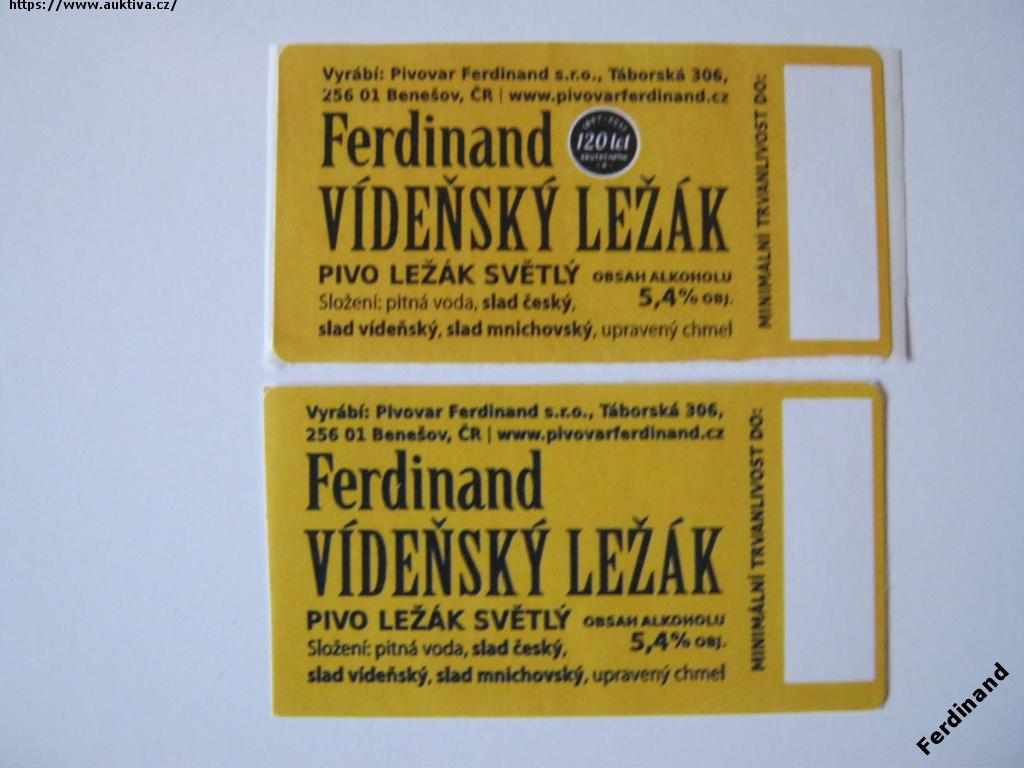 https://www.auktiva.cz/
Vyrábí: Pivovar Ferdinand s.r.o., Táborská 306,
256 01 Benešov, ČR | www.pivovarferdinand.cz
Ferdinand
120 let
VÍDEŇSKÝ LEŽÁK
PIVO LEŽÁK SVĚTLÝ OBSAH ALKOHOLU
Složení: pitná voda, slad český, 5,4% OBJ.
slad vídeňský, slad mnichovský, upravený chmel
MINIMÁLNÍ TRVANLIVOST DO:
Vyrábí: Pivovar Ferdinand s.r.o., Táborská 306,
256 01 Benešov, ČR | www.pivovarferdinand.cz
Ferdinand
VÍDEŇSKÝ LEŽÁK
PIVO LEŽÁK SVĚTLÝ OBSAH ALKOHOLU
Složení: pitná voda, slad český, 5,4% OBJ.
slad vídeňský, slad mnichovský, upravený chmel
MINIMÁLNÍ TRVANLIVOST DO:
Ferdinand